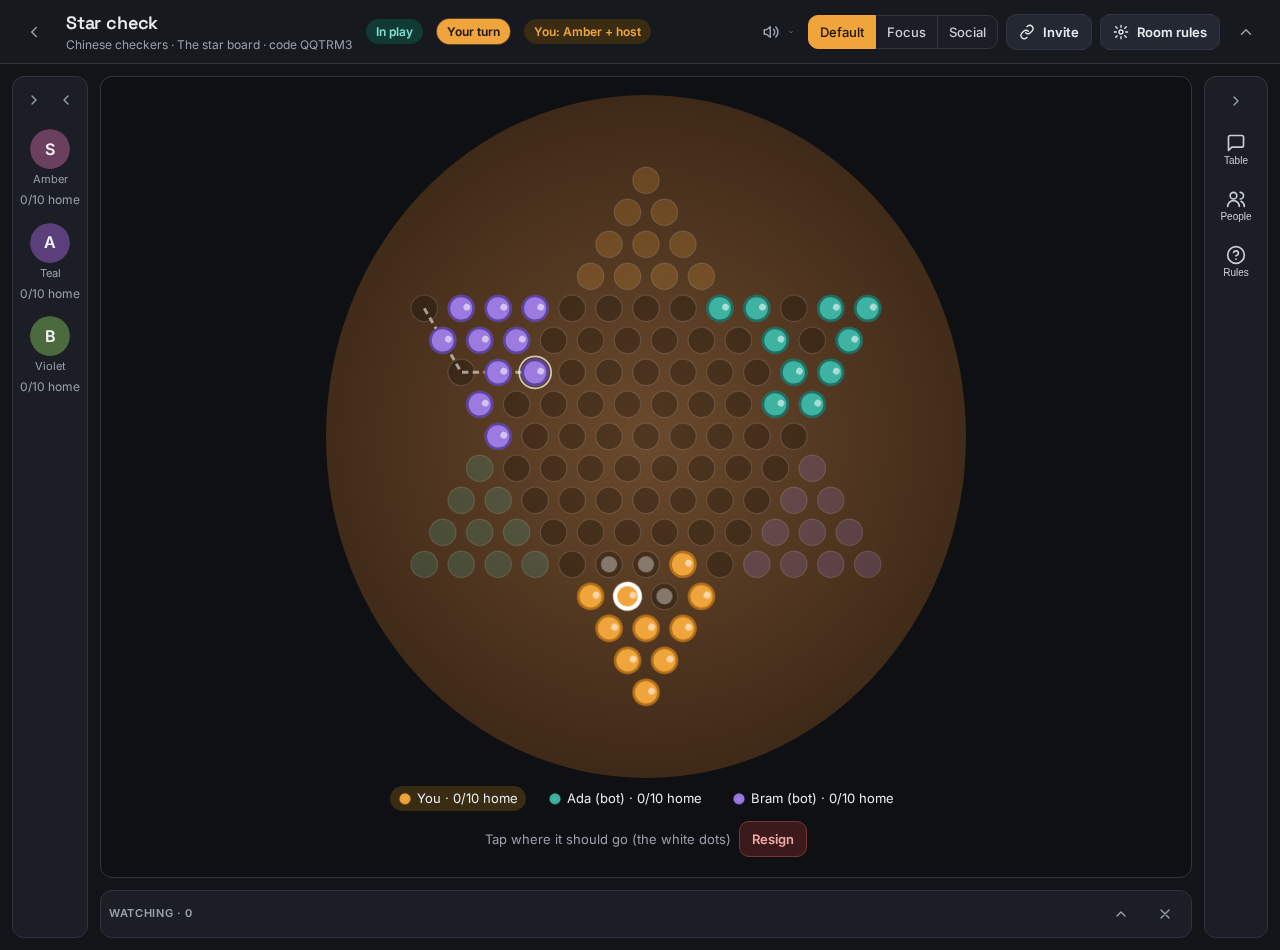 Star check
Chinese checkers · The star board · code QQTRM3
In play
Your turn
You: Amber + host
Default
Focus
Social
Invite
Room rules
S
Amber
0/10 home
A
Teal
0/10 home
B
Violet
0/10 home
Table
People
Rules
You · 0/10 home
Ada (bot) · 0/10 home
Bram (bot) · 0/10 home
Tap where it should go (the white dots)
Resign
WATCHING · 0